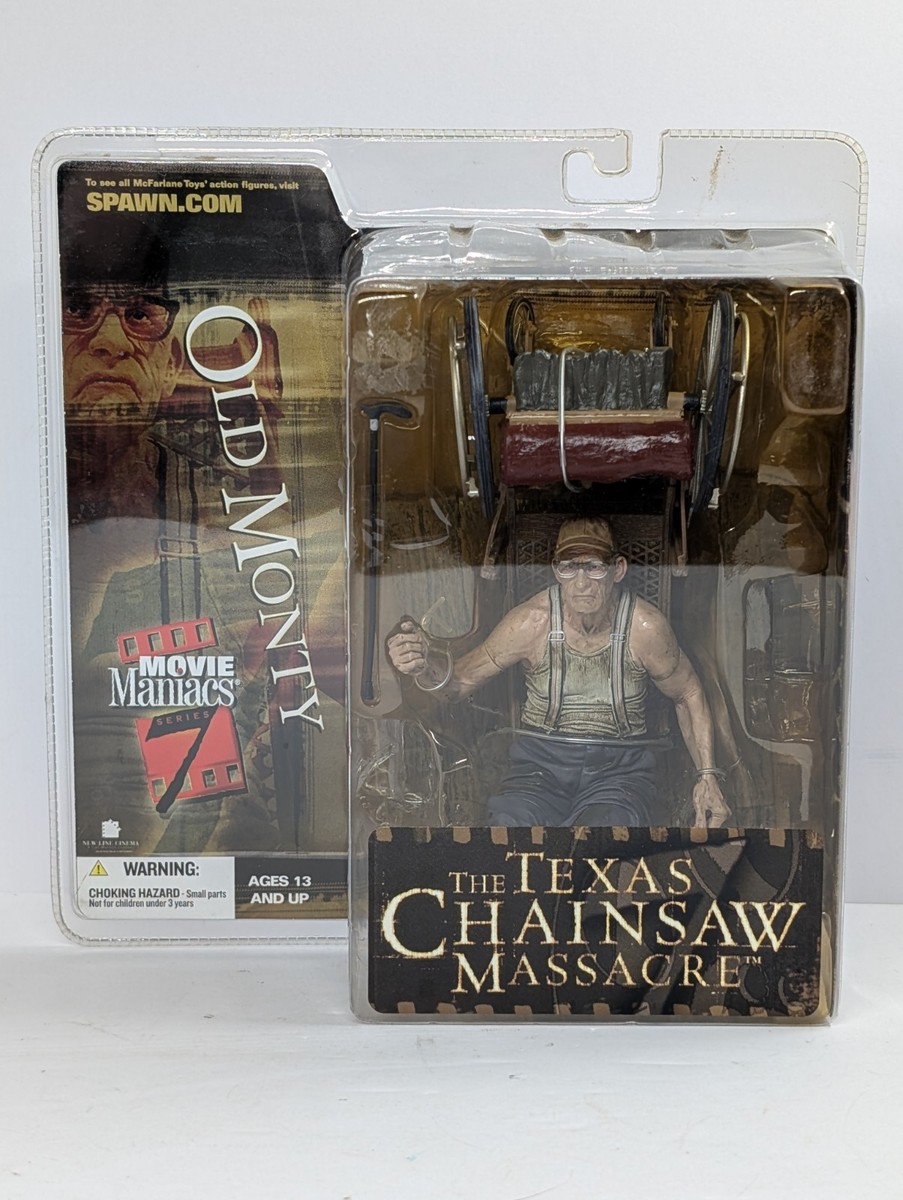 To see all McFarlane Toys' action figures, visit
SPAWN.COM
OLD MONTY
MOVIE
Maniacs®
SERIES
7
NEW LINE CINEMA
WARNING:
CHOKING HAZARD - Small parts
Not for children under 3 years
AGES 13
AND UP
THE TEXAS
CHAINSAW
MASSACRE™